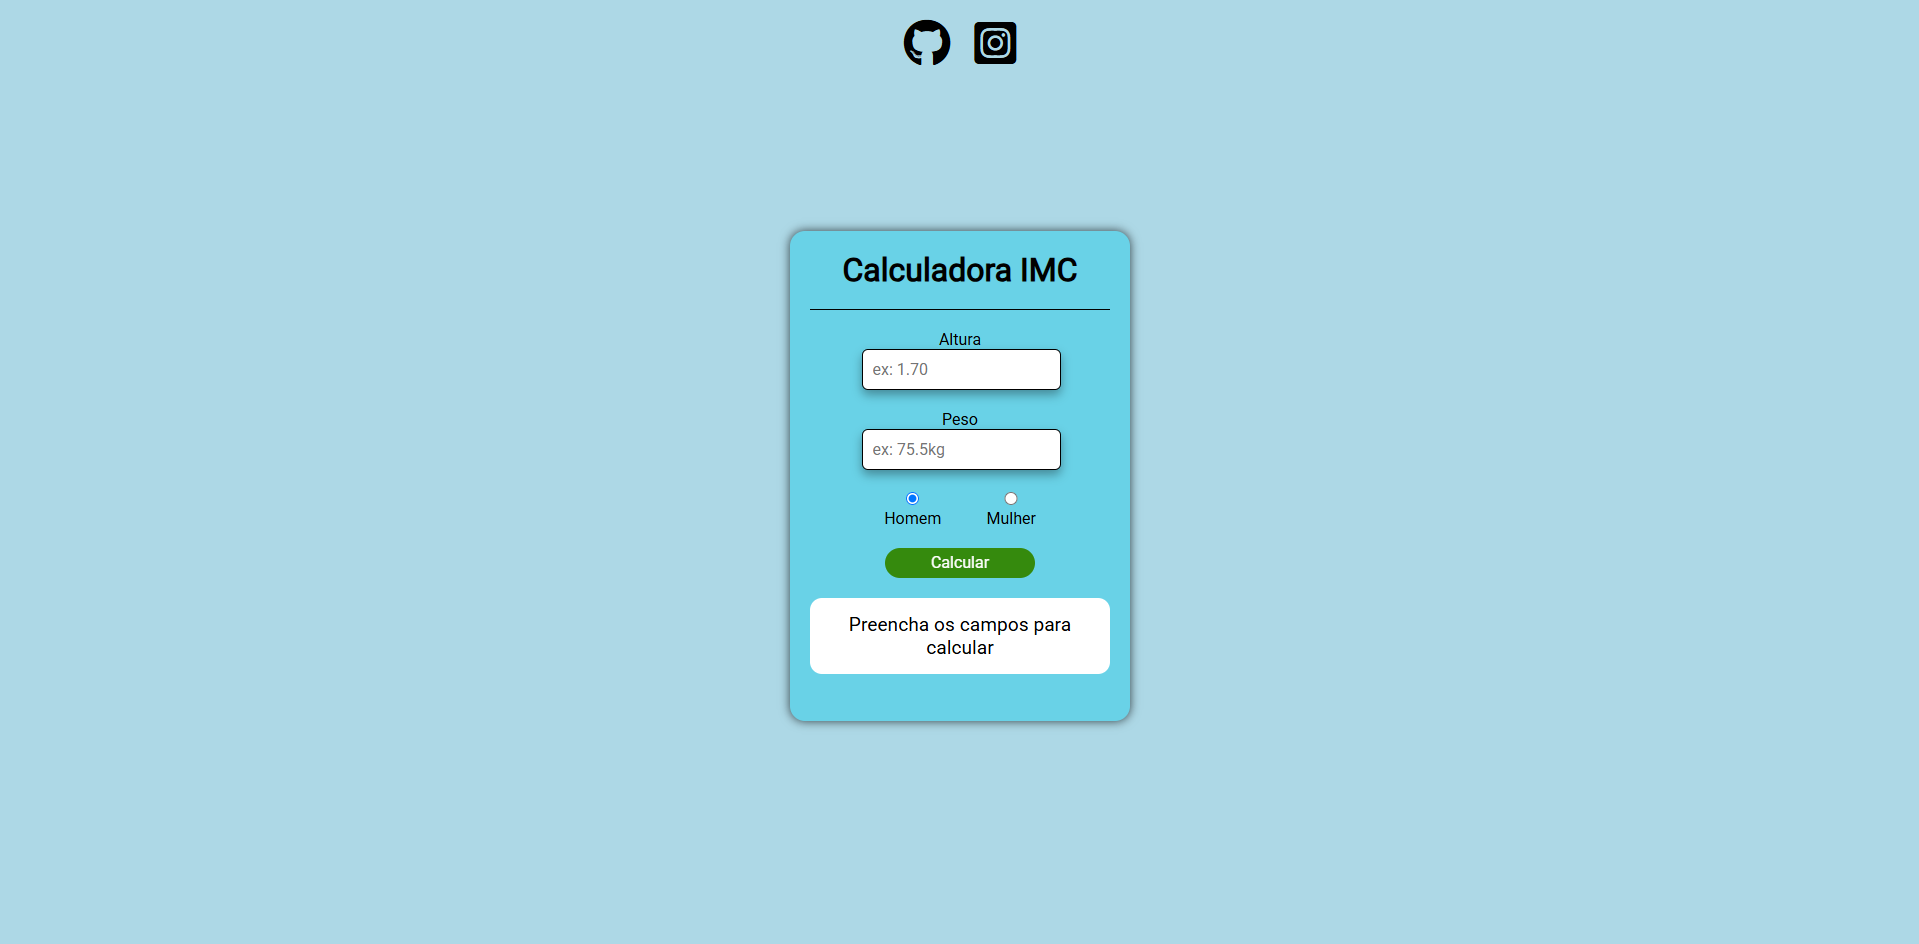 Calculadora IMC
Altura
ex: 1.70
Peso
ex: 75.5kg
Homem Mulher
Calcular
Preencha os campos para
calcular